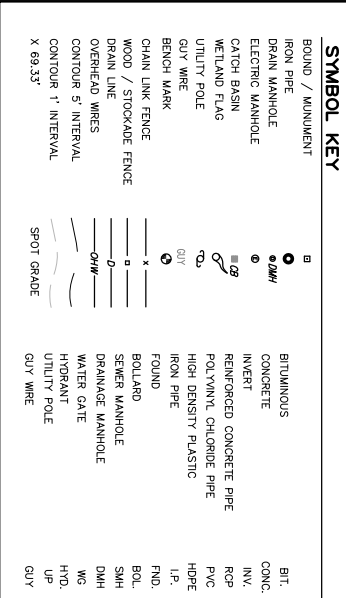 SYMBOL KEY
BOUND / MUNUMENT
IRON PIPE
DRAIN MANHOLE DMH
ELECTRIC MANHOLE E
CATCH BASIN CB
WETLAND FLAG
UTILITY POLE
GUY WIRE GUY
BENCH MARK
CHAIN LINK FENCE x
WOOD / STOCKADE FENCE
DRAIN LINE D
OVERHEAD WIRES OHW
CONTOUR 5' INTERVAL
CONTOUR 1' INTERVAL
X 69.33' SPOT GRADE
BITUMINOUS BIT.
CONCRETE CONC.
INVERT INV.
REINFORCED CONCRETE PIPE RCP
POLYVINYL CHLORIDE PIPE PVC
HIGH DENSITY PLASTIC HDPE
IRON PIPE I.P.
FOUND FND.
BOLLARD BOL.
SEWER MANHOLE SMH
DRAINAGE MANHOLE DMH
WATER GATE WG
HYDRANT HYD.
UTILITY POLE UP
GUY WIRE GUY